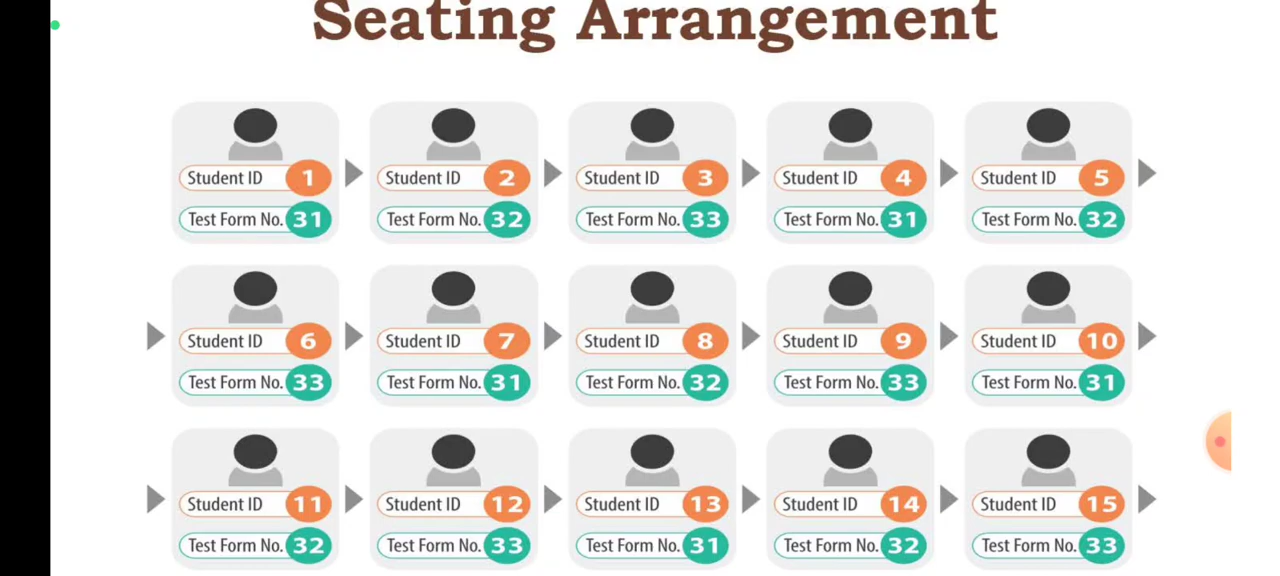 Seating Arrangement
Student ID 1 Student ID 2 Student ID 3 Student ID 4 Student ID 5
Test Form No. 31 Test Form No. 32 Test Form No. 33 Test Form No. 31 Test Form No. 32
Student ID 6 Student ID 7 Student ID 8 Student ID 9 Student ID 10
Test Form No. 33 Test Form No. 31 Test Form No. 32 Test Form No. 33 Test Form No. 31
Student ID 11 Student ID 12 Student ID 13 Student ID 14 Student ID 15
Test Form No. 32 Test Form No. 33 Test Form No. 31 Test Form No. 32 Test Form No. 33